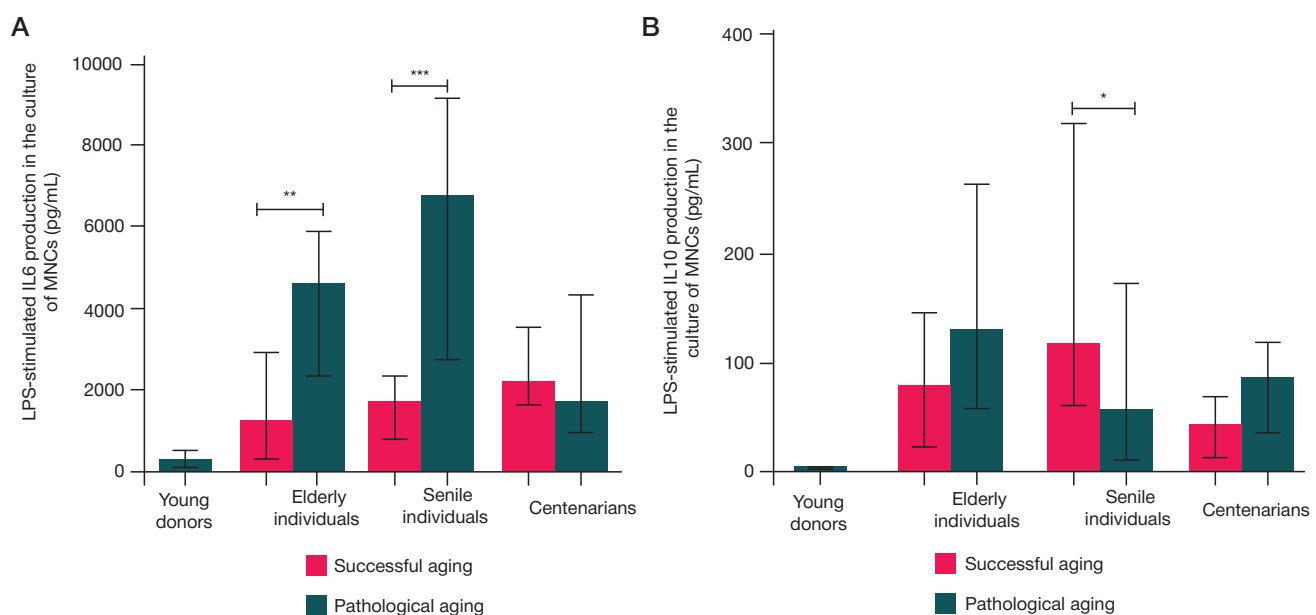 A
LPS-stimulated IL6 production in the culture
of MNCs (pg/mL)
10000
8000
6000
4000
2000
0
**
***
Young
donors
Elderly
individuals
Senile
individuals
Centenarians
Successful aging
Pathological aging
B
LPS-stimulated IL10 production in the
culture of MNCs (pg/mL)
400
300
200
100
0
*
Young
donors
Elderly
individuals
Senile
individuals
Centenarians
Successful aging
Pathological aging